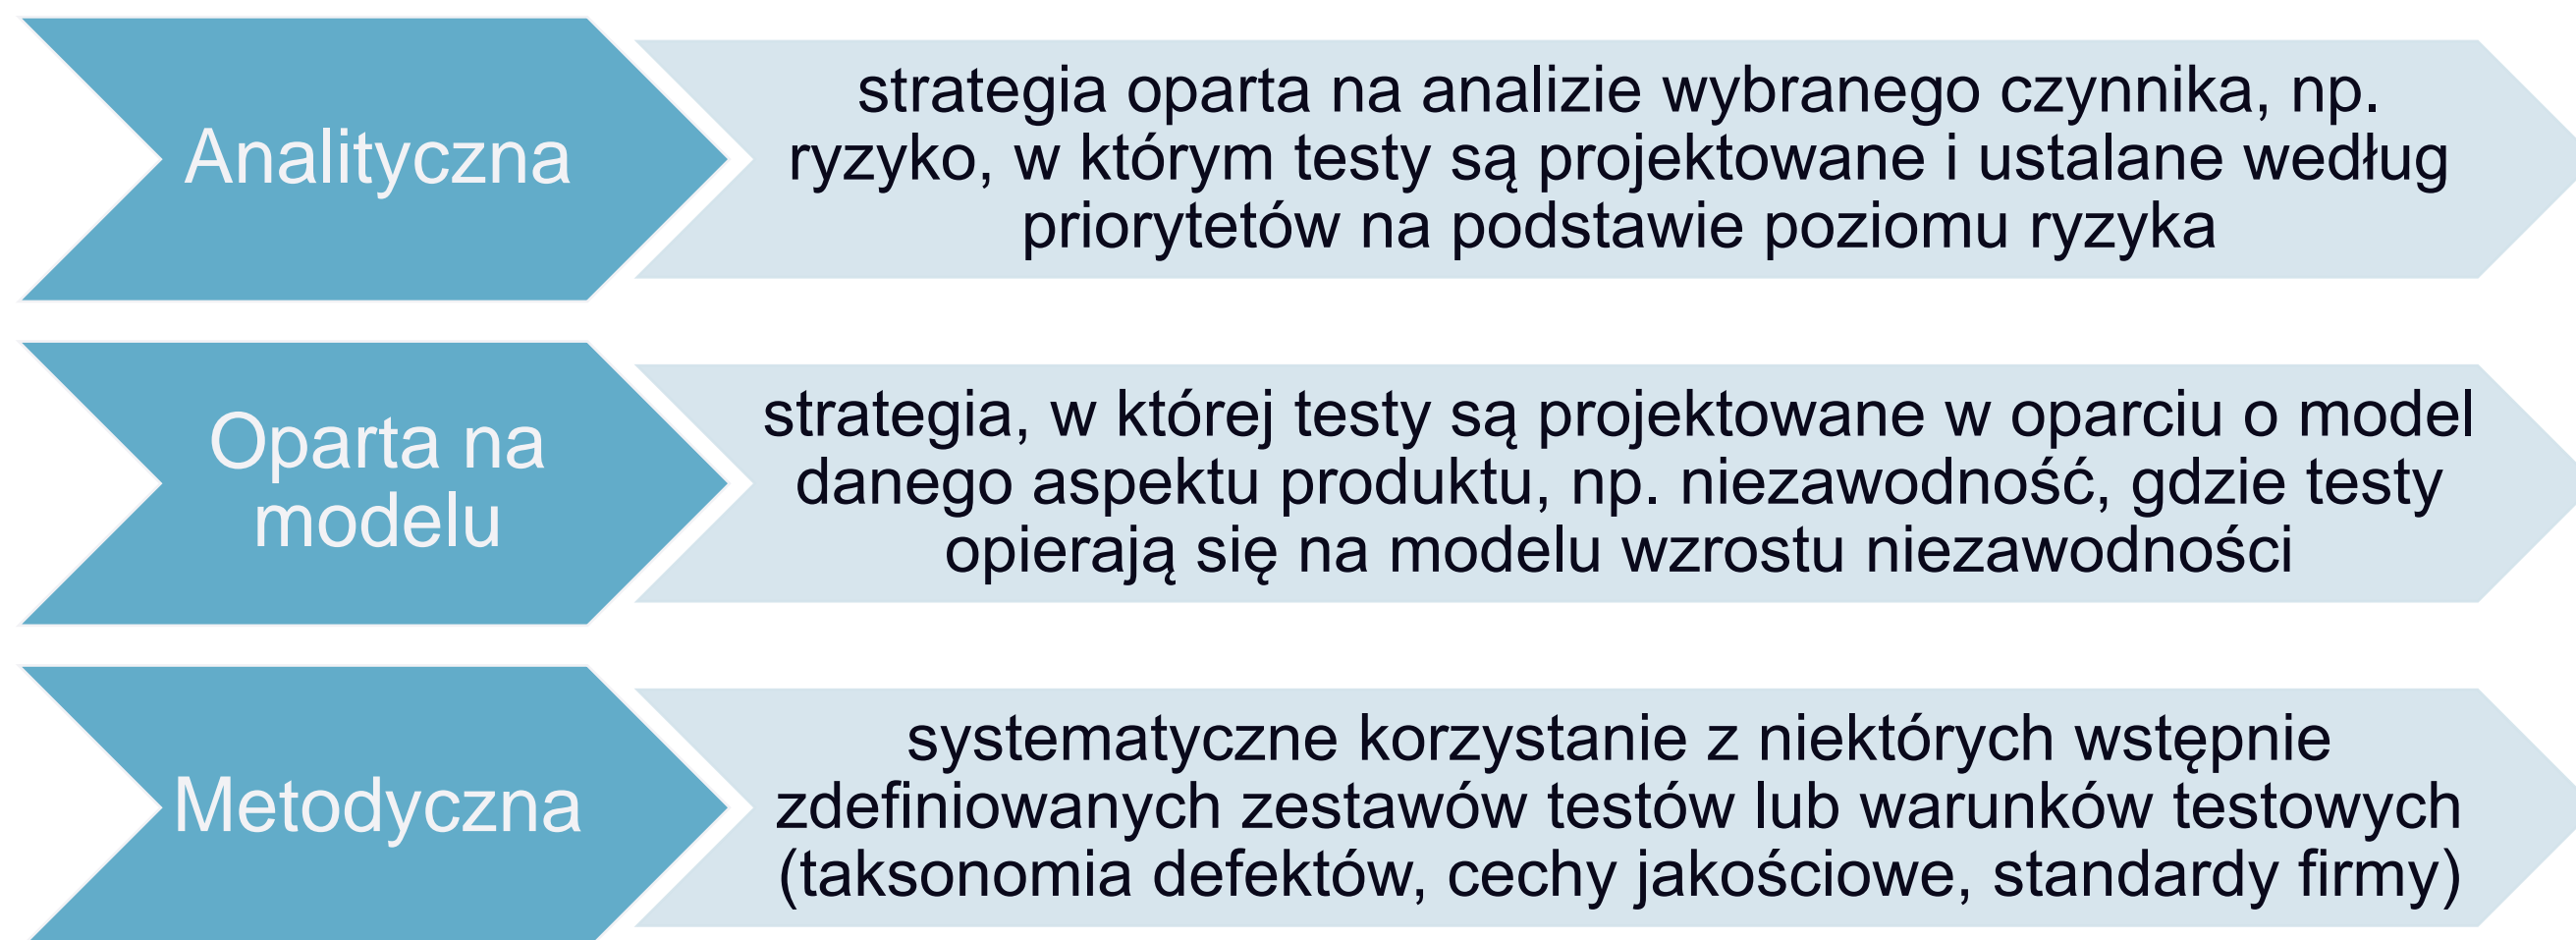 Analityczna
strategia oparta na analizie wybranego czynnika, np.
ryzyko, w którym testy są projektowane i ustalane według
priorytetów na podstawie poziomu ryzyka
Oparta na
modelu
strategia, w której testy są projektowane w oparciu o model
danego aspektu produktu, np. niezawodność, gdzie testy
opierają się na modelu wzrostu niezawodności
Metodyczna
systematyczne korzystanie z niektórych wstępnie
zdefiniowanych zestawów testów lub warunków testowych
(taksonomia defektów, cechy jakościowe, standardy firmy)